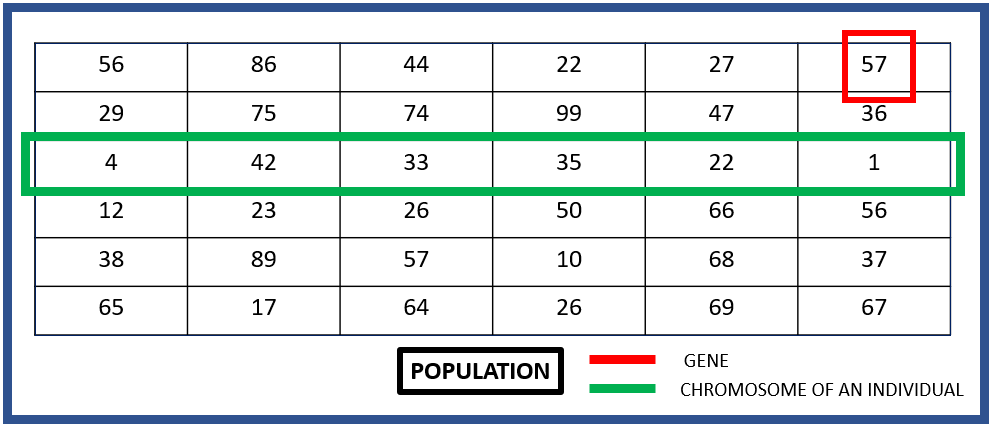 56 86 44 22 27 57
29 75 74 99 47 36
4 42 33 35 22 1
12 23 26 50 66 56
38 89 57 10 68 37
65 17 64 26 69 67
POPULATION
GENE
CHROMOSOME OF AN INDIVIDUAL